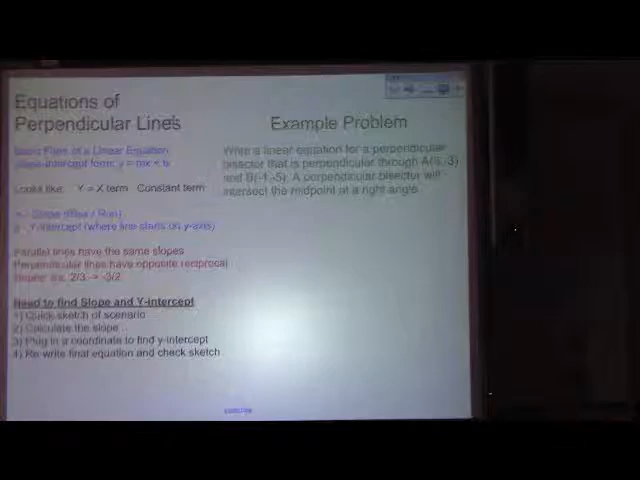 Equations of
Perpendicular Lines
Basic Form of a Linear Equation
Slope-intercept form: y = mx + b
Looks like: Y = X term Constant term
Slope (Rise / Run)
Y-intercept (where line starts on y-axis)
Parallel lines have the same slopes
Perpendicular lines have opposite reciprocal
slopes: ex. 2/3 -> -3/2
Need to find Slope and Y-intercept
1) Quick sketch of scenario
2) Calculate the slope
3) Plug in a coordinate to find y-intercept
4) Re-write final equation and check sketch
Example Problem
Write a linear equation for a perpendicular
bisector that is perpendicular through
and B(-1,-5). A perpendicular bisector will
intersect the midpoint at a right angle.